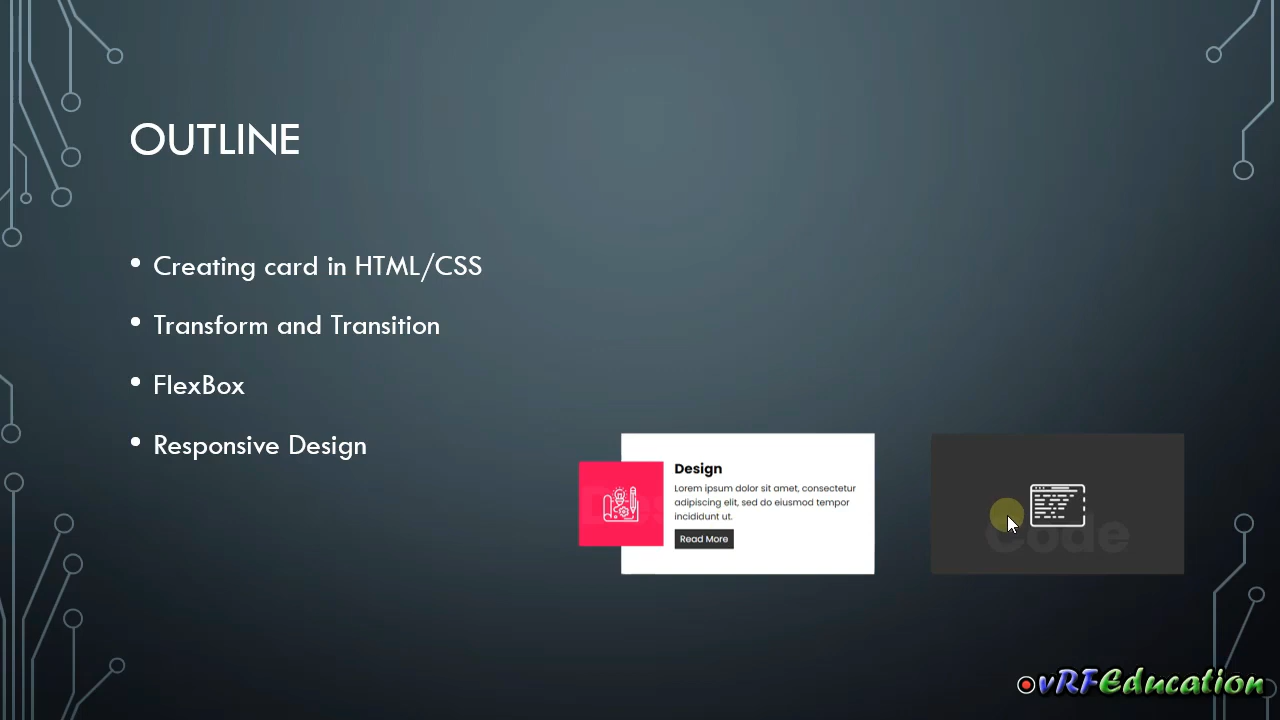 OUTLINE
• Creating card in HTML/CSS
• Transform and Transition
• FlexBox
• Responsive Design
Design
Lorem ipsum dolor sit amet, consectetur
adipiscing elit, sed do eiusmod tempor
incididunt ut.
Read More
Code
vRFEducation